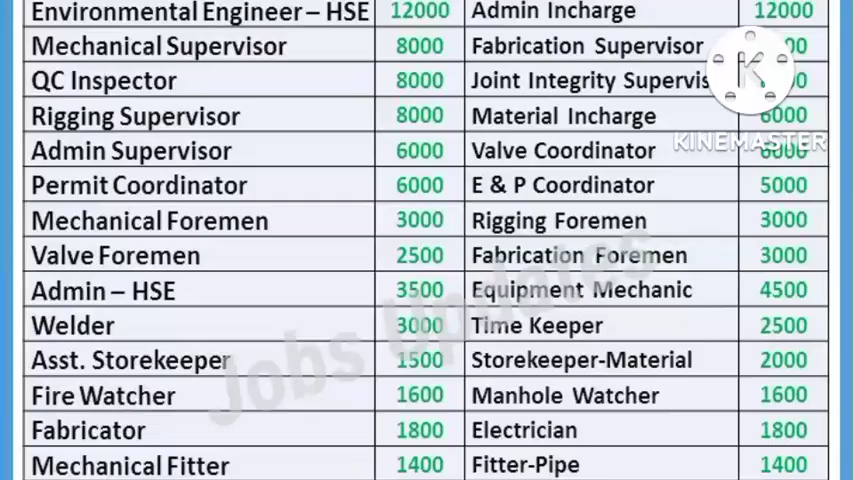 Environmental Engineer – HSE 12000 Admin Incharge 12000
Mechanical Supervisor 8000 Fabrication Supervisor 00
QC Inspector 8000 Joint Integrity Supervis
Rigging Supervisor 8000 Material Incharge 6000
KINEMASTER
Admin Supervisor 6000 Valve Coordinator 6000
Permit Coordinator 6000 E & P Coordinator 5000
Mechanical Foremen 3000 Rigging Foremen 3000
Valve Foremen 2500 Fabrication Foremen 3000
Admin – HSE 3500 Equipment Mechanic 4500
Welder 3000 Time Keeper 2500
Asst. Storekeeper 1500 Storekeeper-Material 2000
Fire Watcher 1600 Manhole Watcher 1600
Fabricator 1800 Electrician 1800
Mechanical Fitter 1400 Fitter-Pipe 1400
Jobs Updates